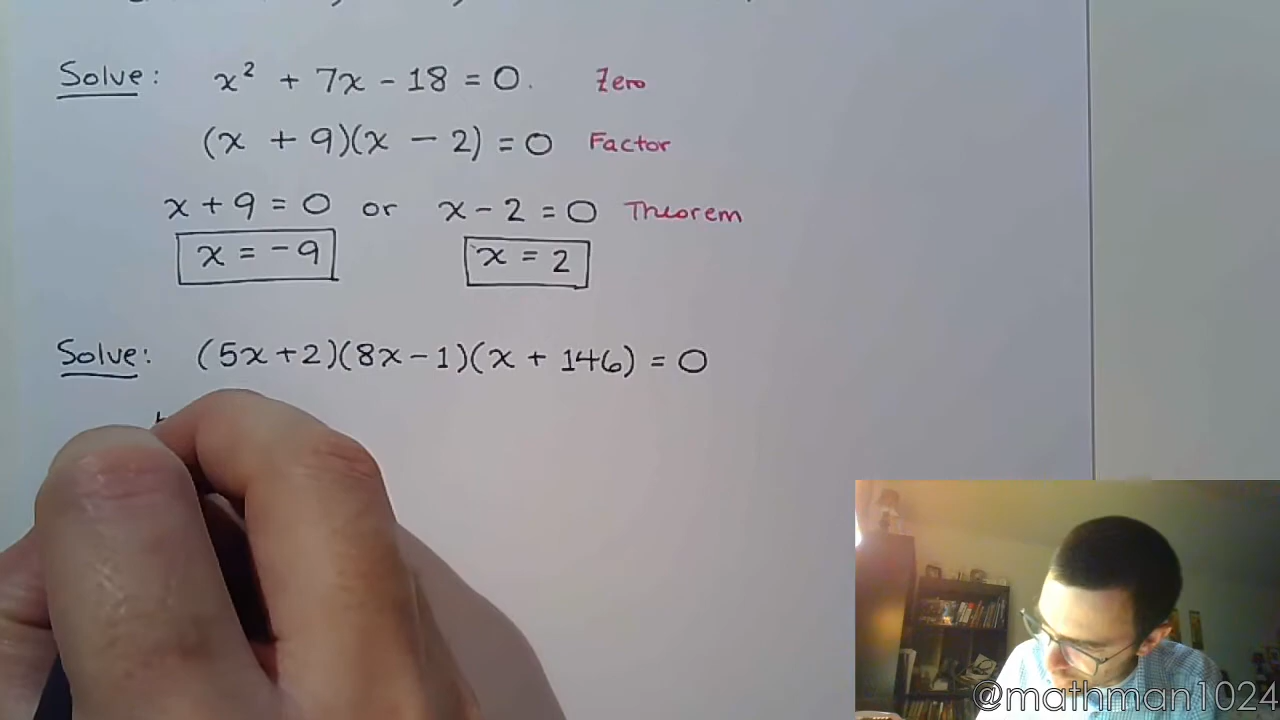 Solve: x² + 7x - 18 = 0. Zero
(x + 9)(x - 2) = 0 Factor
x + 9 = 0 or x - 2 = 0 Theorem
x = -9 x = 2
Solve: (5x+2)(8x-1)(x + 146) = 0
@mathman1024